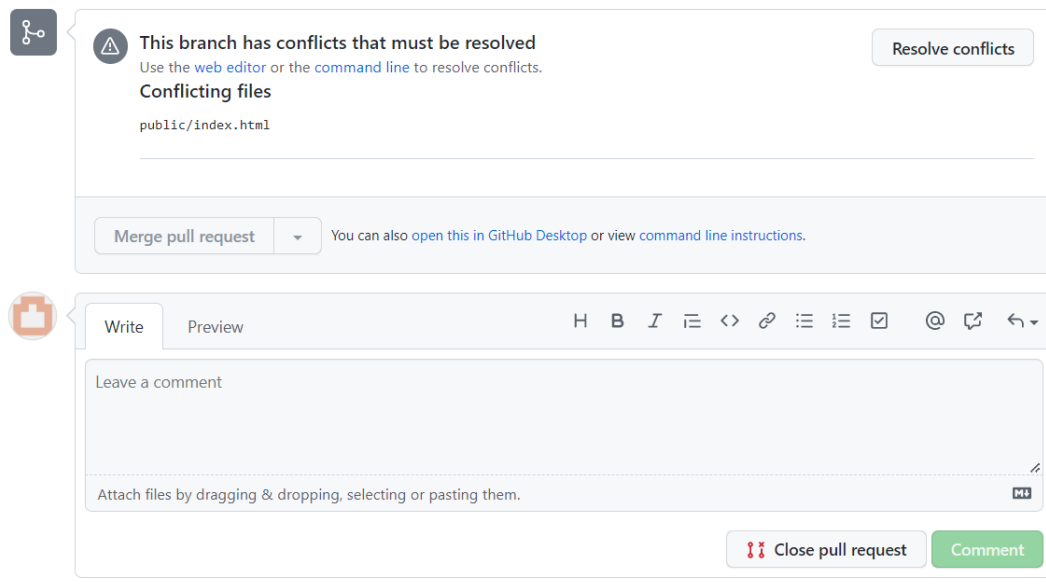 This branch has conflicts that must be resolved
Resolve conflicts
Use the web editor or the command line to resolve conflicts.
Conflicting files
public/index.html
Merge pull request
You can also open this in GitHub Desktop or view command line instructions.
Write
Preview
H B I
Leave a comment
Attach files by dragging & dropping, selecting or pasting them.
M
Close pull request
Comment